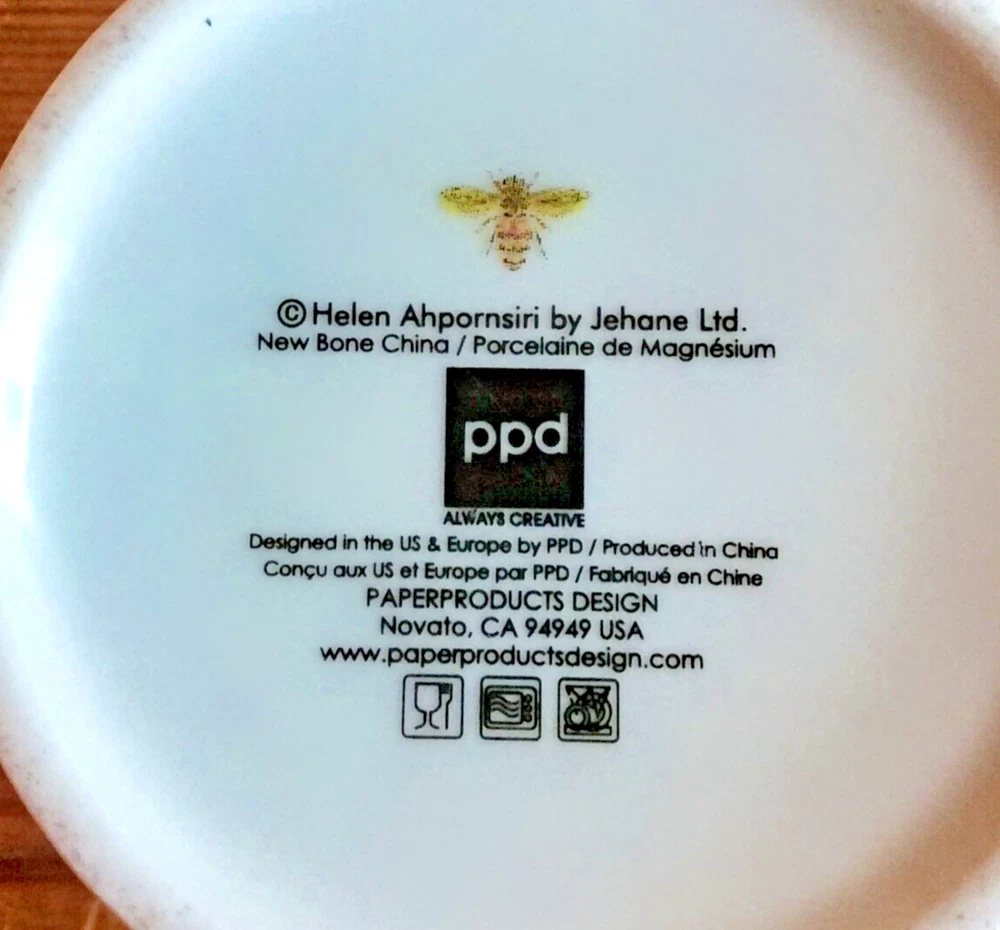 ©Helen Ahpornsiri by Jehane Ltd.
New Bone China / Porcelaine de Magnésium
ppd
ALWAYS CREATIVE
Designed in the US & Europe by PPD / Produced in China
Conçu aux US et Europe par PPD / Fabriqué en Chine
PAPERPRODUCTS DESIGN
Novato, CA 94949 USA
www.paperproductsdesign.com